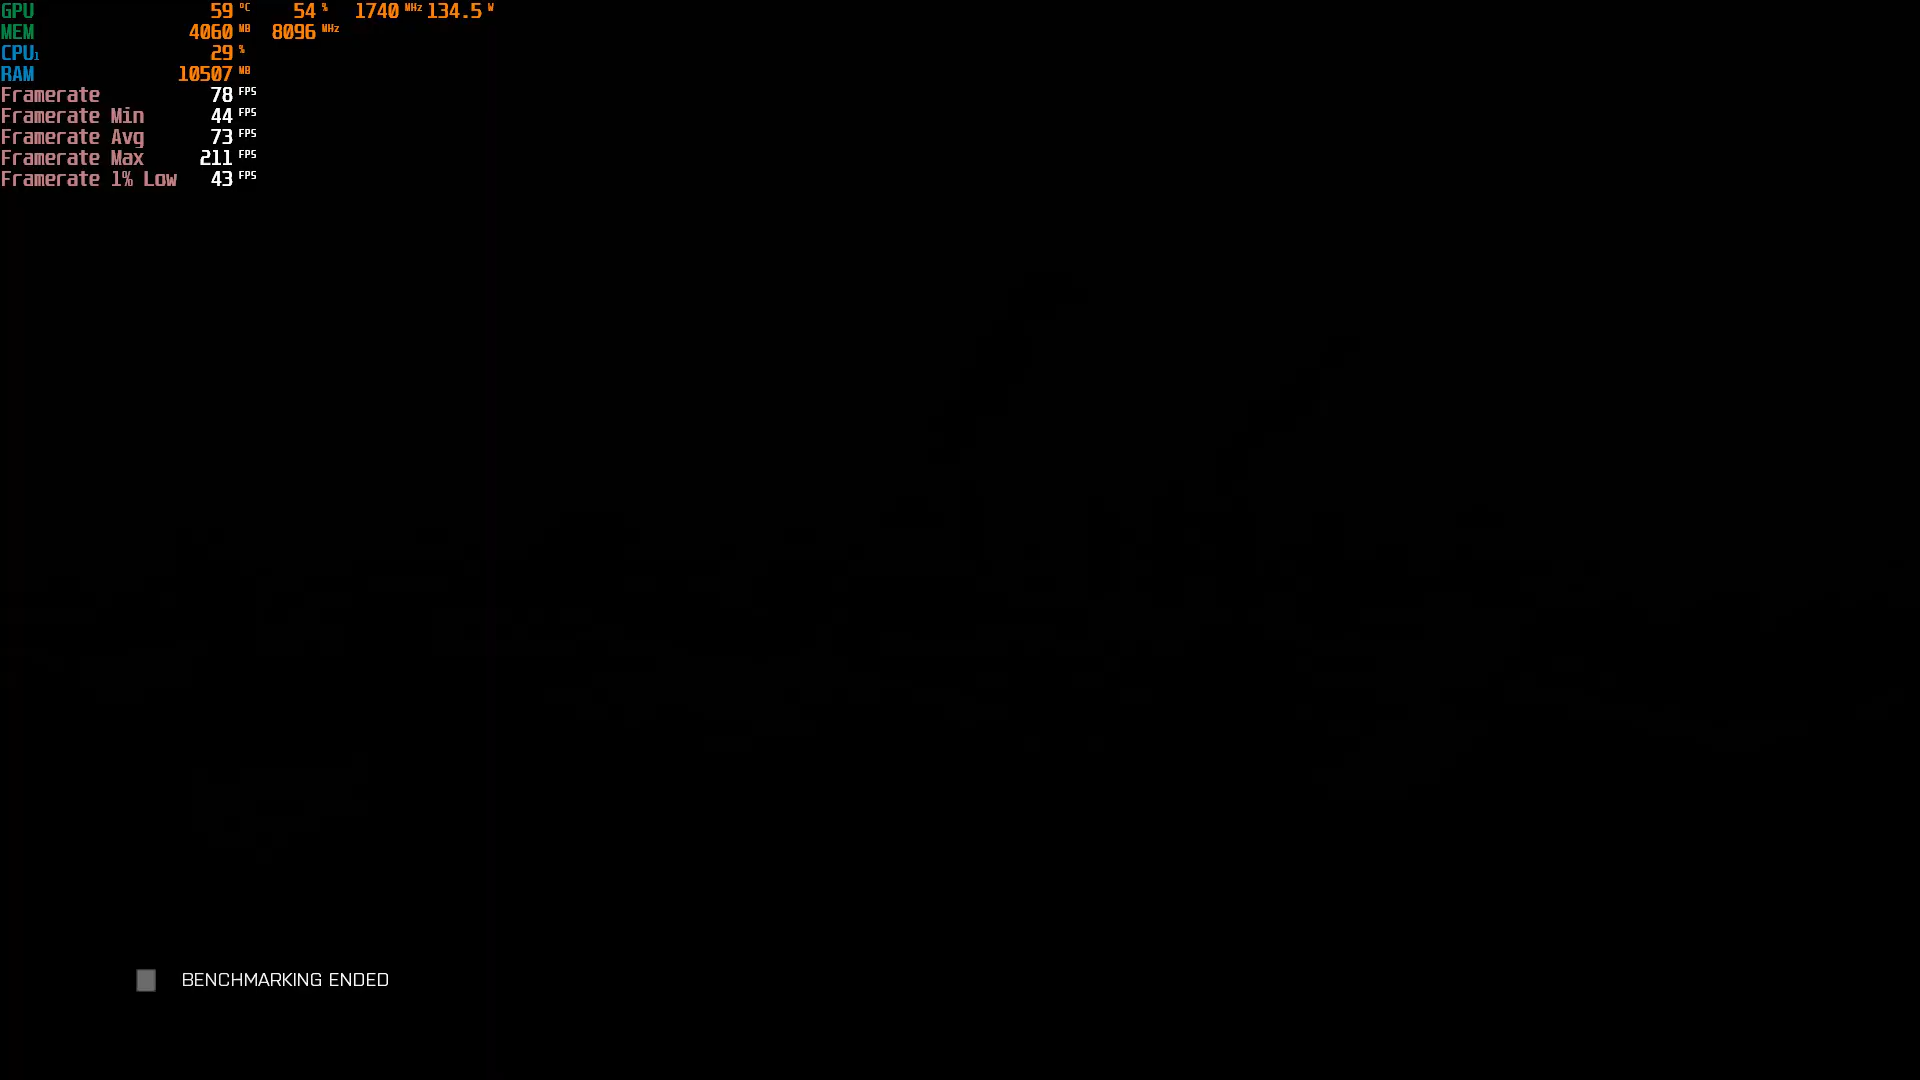 GPU 59 °C 54 % 1740 MHz 134.5 W
MEM 4060 MB 8096 MHz
CPU1 29 %
RAM 10507 MB
Framerate 78 FPS
Framerate Min 44 FPS
Framerate Avg 73 FPS
Framerate Max 211 FPS
Framerate 1% Low 43 FPS
BENCHMARKING ENDED